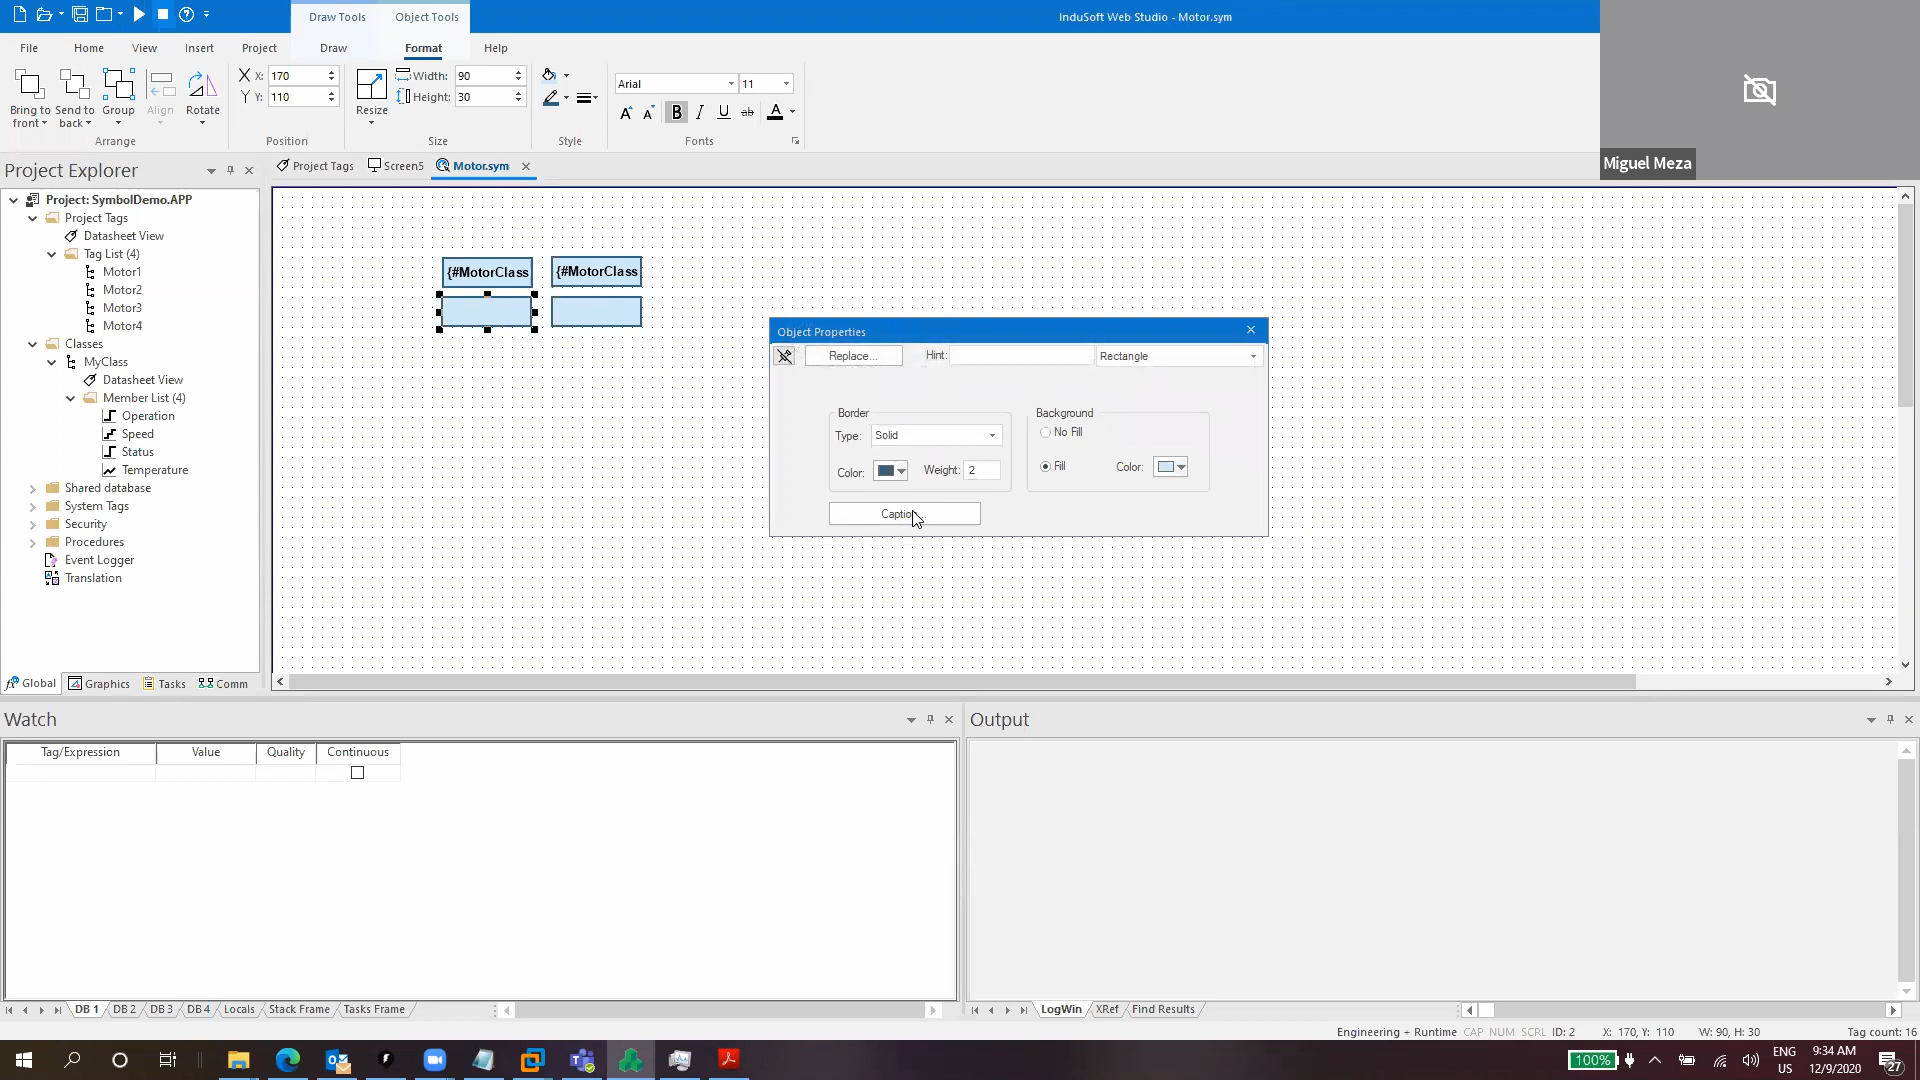 Draw Tools
Object Tools
InduSoft Web Studio - Motor.sym
File
Home
View
Insert
Project
Draw
Format
Help
Bring to front
Send to back
Group
Align
Rotate
Arrange
X: 170
Y: 110
Position
Resize
Width: 90
Height: 30
Size
Style
Arial
11
Fonts
Miguel Meza
Project Explorer
Project: SymbolDemo.APP
Project Tags
Datasheet View
Tag List (4)
Motor1
Motor2
Motor3
Motor4
Classes
MyClass
Datasheet View
Member List (4)
Operation
Speed
Status
Temperature
Shared database
System Tags
Security
Procedures
Event Logger
Translation
Global
Graphics
Tasks
Comm
Project Tags
Screen5
Motor.sym
{#MotorClass
{#MotorClass
Object Properties
Replace...
Hint:
Rectangle
Border
Type: Solid
Color:
Weight: 2
Background
No Fill
Fill
Color:
Watch
Tag/Expression
Value
Quality
Continuous
DB 1
DB 2
DB 3
DB 4
Locals
Stack Frame
Tasks Frame
Output
LogWin
XRef
Find Results
Engineering + Runtime CAP NUM SCRL ID: 2 X: 170, Y: 110 W: 90, H: 30 Tag count: 16
100%
ENG
US
9:34 AM
12/9/2020
27